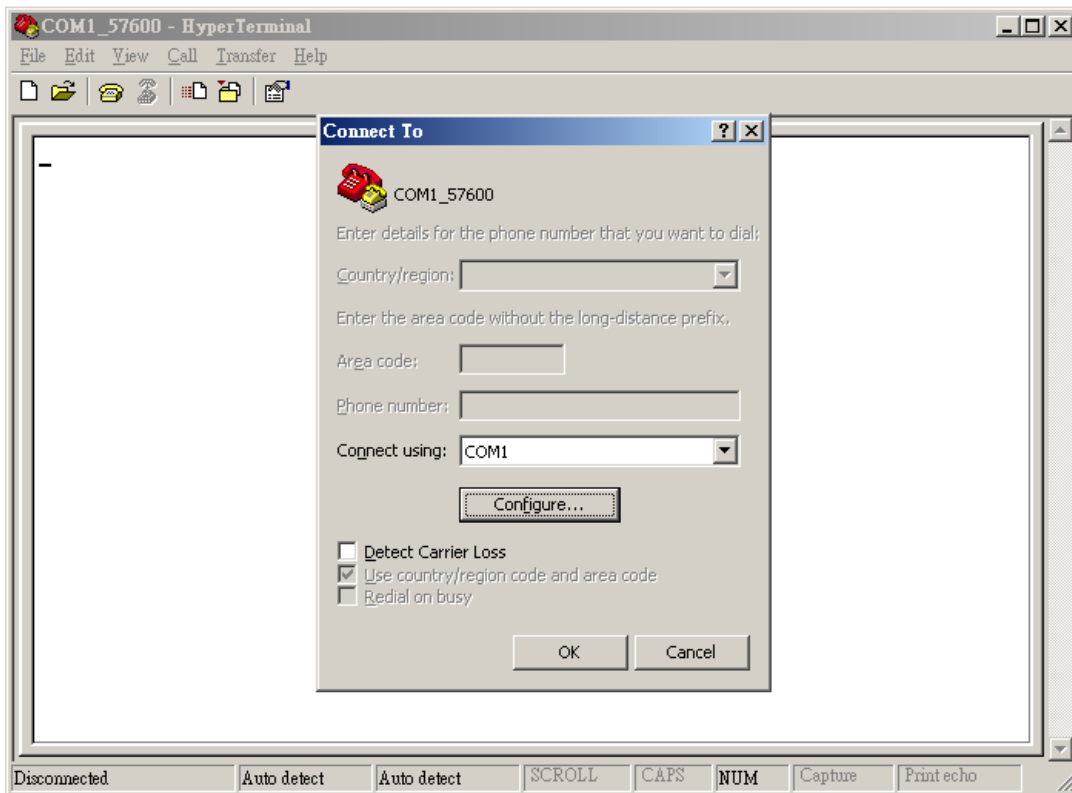 COM1_57600 - HyperTerminal
File Edit View Call Transfer Help
Connect To
COM1_57600
Enter details for the phone number that you want to dial:
Country/region:
Enter the area code without the long-distance prefix.
Area code:
Phone number:
Connect using: COM1
Configure...
Detect Carrier Loss
Use country/region code and area code
Redial on busy
OK Cancel
Disconnected Auto detect Auto detect SCROLL CAPS NUM Capture Print echo